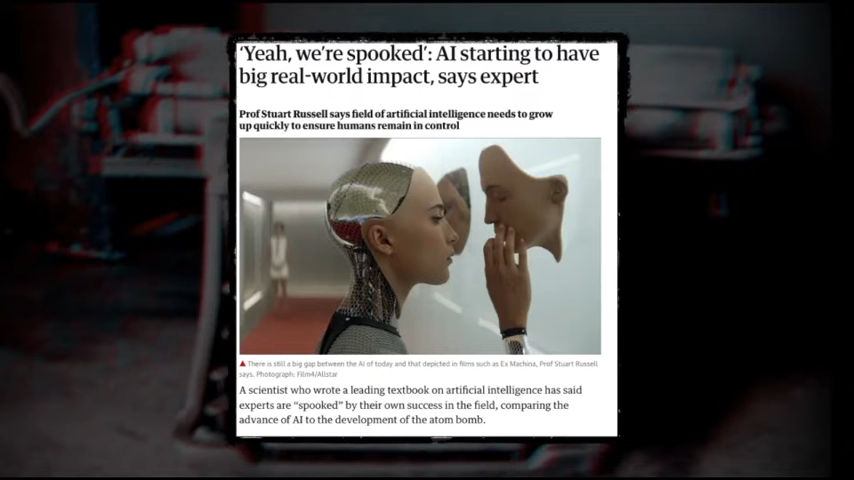 ‘Yeah, we’re spooked’: AI starting to have
big real-world impact, says expert
Prof Stuart Russell says field of artificial intelligence needs to grow
up quickly to ensure humans remain in control
▲ There is still a big gap between the AI of today and that depicted in films such as Ex Machina, Prof Stuart Russell
says. Photograph: Film4/Allstar
A scientist who wrote a leading textbook on artificial intelligence has said
experts are “spooked” by their own success in the field, comparing the
advance of AI to the development of the atom bomb.